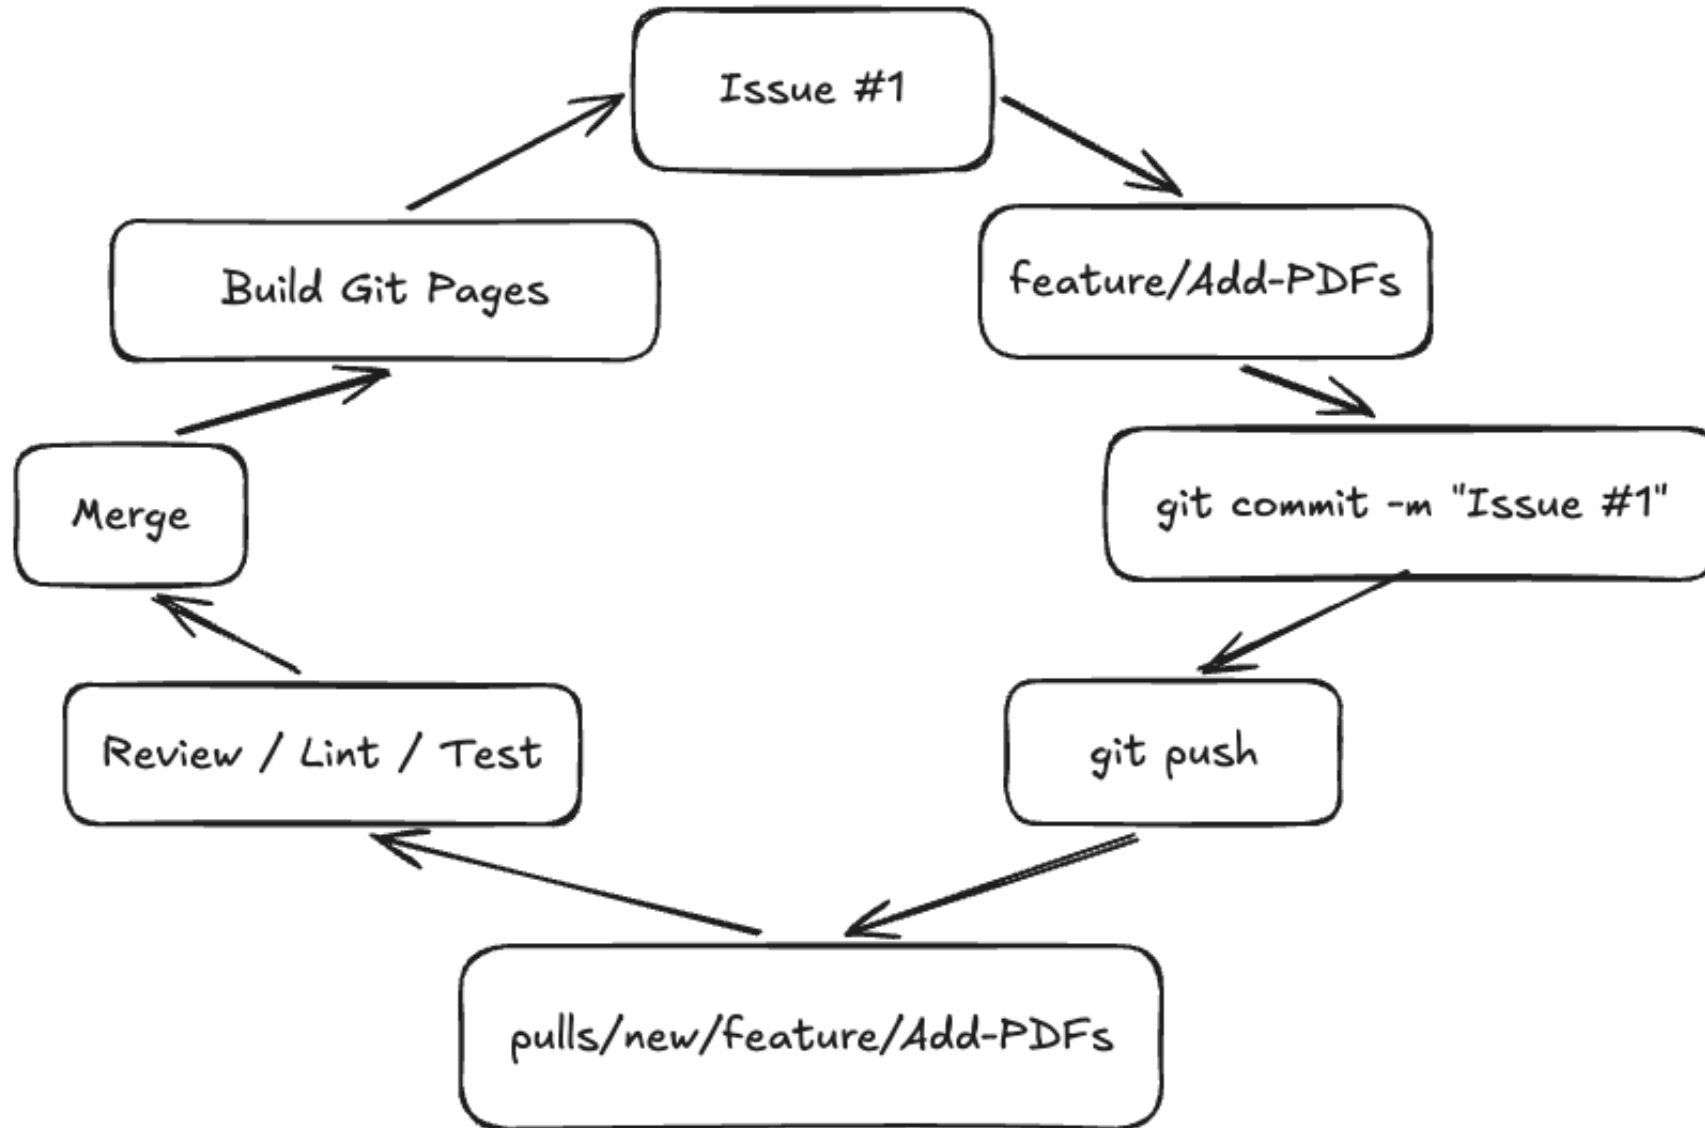 Issue #1
feature/Add-PDFs
git commit -m "Issue #1"
git push
pulls/new/feature/Add-PDFs
Review / Lint / Test
Merge
Build Git Pages